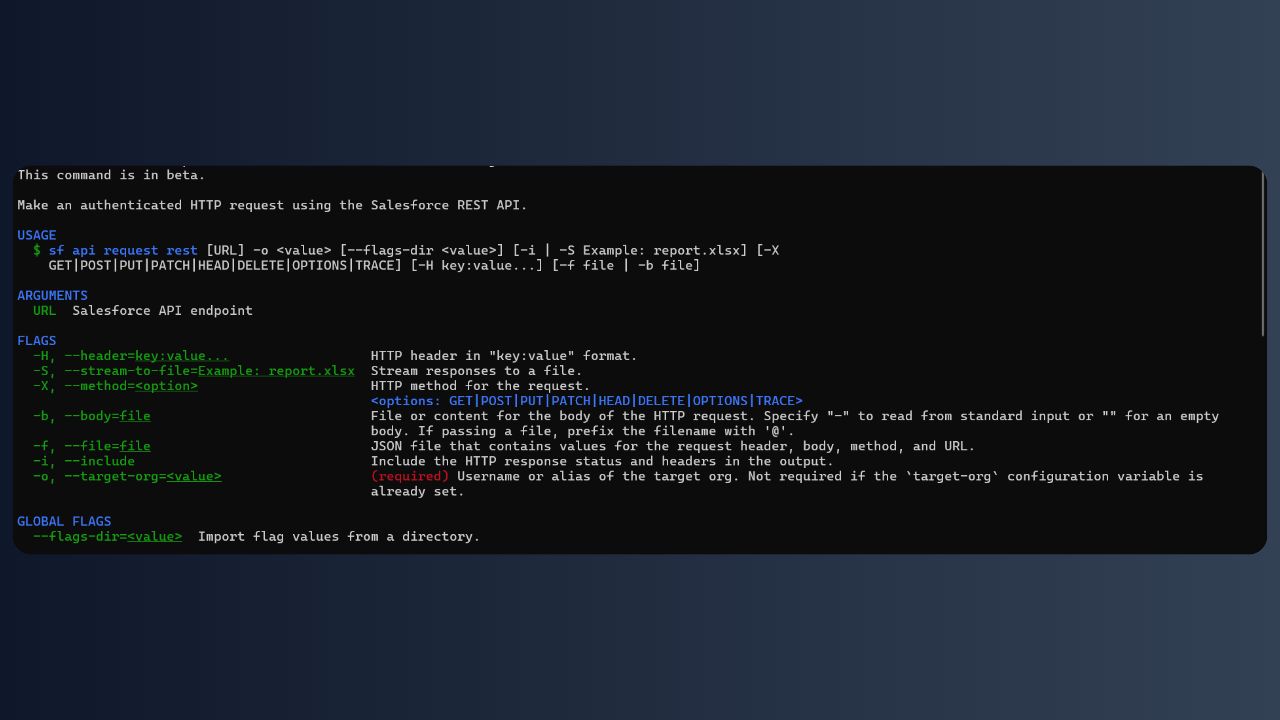 This command is in beta.
Make an authenticated HTTP request using the Salesforce REST API.
USAGE
$ sf api request rest [URL] -o <value> [--flags-dir <value>] [-i | -S Example: report.xlsx] [-X
GET|POST|PUT|PATCH|HEAD|DELETE|OPTIONS|TRACE] [-H key:value...] [-f file | -b file]
ARGUMENTS
URL  Salesforce API endpoint
FLAGS
-H, --header=key:value...  HTTP header in "key:value" format.
-S, --stream-to-file=Example: report.xlsx  Stream responses to a file.
-X, --method=<option>  HTTP method for the request.
<options: GET|POST|PUT|PATCH|HEAD|DELETE|OPTIONS|TRACE>
-b, --body=file  File or content for the body of the HTTP request. Specify "-" to read from standard input or "" for an empty
body. If passing a file, prefix the filename with '@'.
-f, --file=file  JSON file that contains values for the request header, body, method, and URL.
-i, --include  Include the HTTP response status and headers in the output.
-o, --target-org=<value>  (required) Username or alias of the target org. Not required if the `target-org` configuration variable is
already set.
GLOBAL FLAGS
--flags-dir=<value>  Import flag values from a directory.